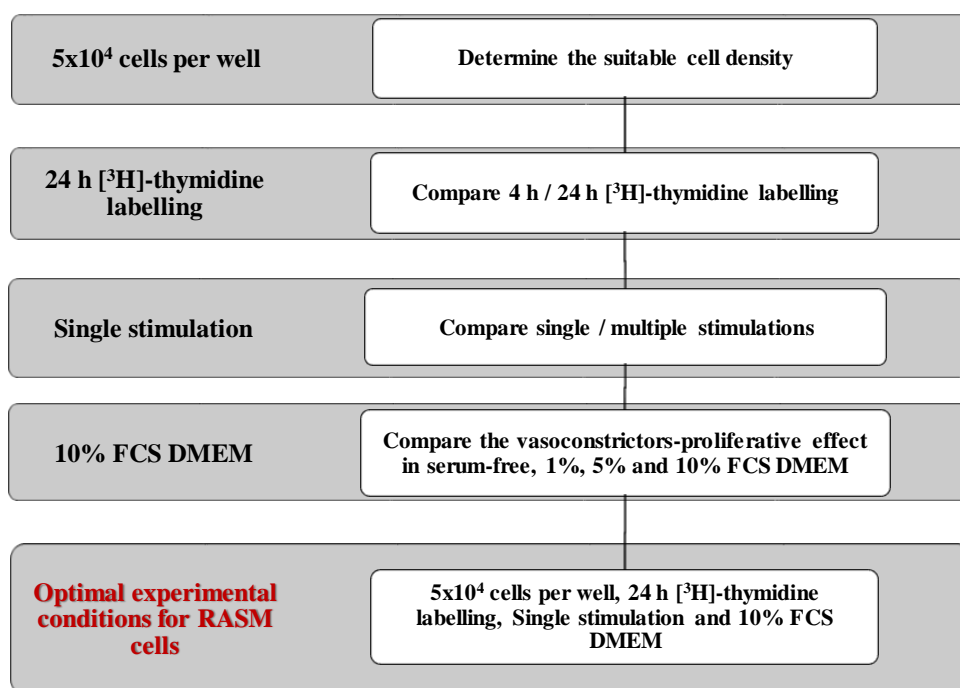 5x10⁴ cells per well
Determine the suitable cell density
24 h [³H]-thymidine
labelling
Compare 4 h / 24 h [³H]-thymidine labelling
Single stimulation
Compare single / multiple stimulations
10% FCS DMEM
Compare the vasoconstrictors-proliferative effect
in serum-free, 1%, 5% and 10% FCS DMEM
Optimal experimental
conditions for RASM
cells
5x10⁴ cells per well, 24 h [³H]-thymidine
labelling, Single stimulation and 10% FCS
DMEM